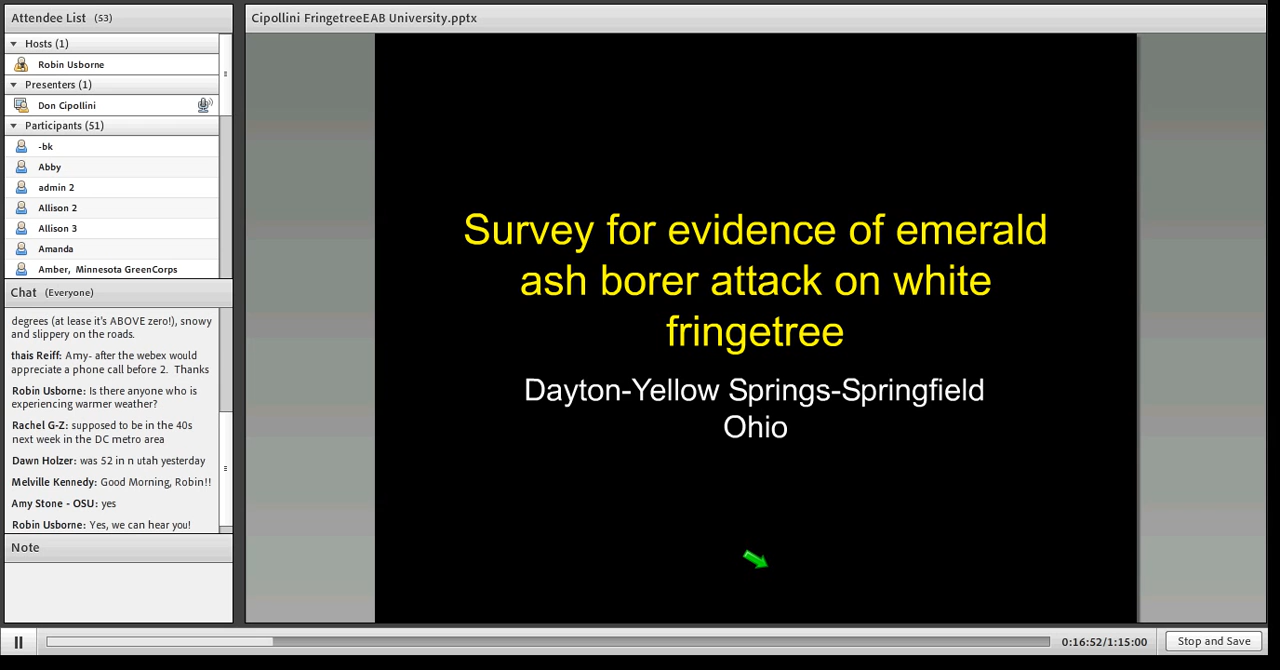 Attendee List (53)
Hosts (1)
Robin Usborne
Presenters (1)
Don Cipollini
Participants (51)
-bk
Abby
admin 2
Allison 2
Allison 3
Amanda
Amber, Minnesota GreenCorps
Chat (Everyone)
degrees (at lease it's ABOVE zero!), snowy
and slippery on the roads.
thais Reiff: Amy- after the webex would
appreciate a phone call before 2. Thanks
Robin Usborne: Is there anyone who is
experiencing warmer weather?
Rachel G-Z: supposed to be in the 40s
next week in the DC metro area
Dawn Holzer: was 52 in n utah yesterday
Melville Kennedy: Good Morning, Robin!!
Amy Stone - OSU: yes
Robin Usborne: Yes, we can hear you!
Note
Cipollini FringetreeEAB University.pptx
Survey for evidence of emerald
ash borer attack on white
fringetree
Dayton-Yellow Springs-Springfield
Ohio
0:16:52/1:15:00
Stop and Save